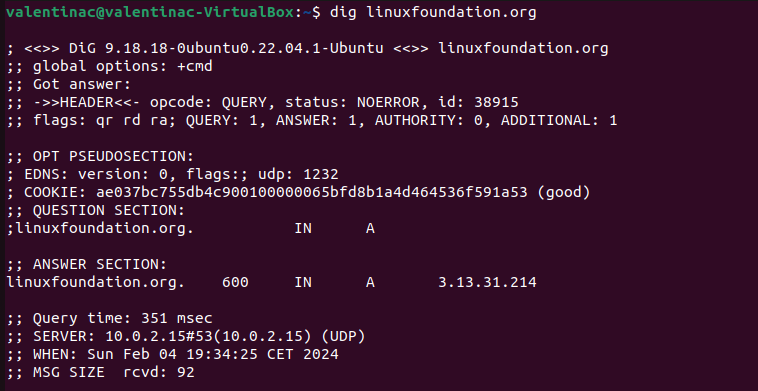 valentinac@valentinac-VirtualBox:~$ dig linuxfoundation.org
; <<>> DiG 9.18.18-0ubuntu0.22.04.1-Ubuntu <<>> linuxfoundation.org
;; global options: +cmd
;; Got answer:
;; ->>HEADER<<- opcode: QUERY, status: NOERROR, id: 38915
;; flags: qr rd ra; QUERY: 1, ANSWER: 1, AUTHORITY: 0, ADDITIONAL: 1
;; OPT PSEUDOSECTION:
; EDNS: version: 0, flags:; udp: 1232
; COOKIE: ae037bc755db4c900100000065bfd8b1a4d464536f591a53 (good)
;; QUESTION SECTION:
;linuxfoundation.org. IN A
;; ANSWER SECTION:
linuxfoundation.org. 600 IN A 3.13.31.214
;; Query time: 351 msec
;; SERVER: 10.0.2.15#53(10.0.2.15) (UDP)
;; WHEN: Sun Feb 04 19:34:25 CET 2024
;; MSG SIZE rcvd: 92